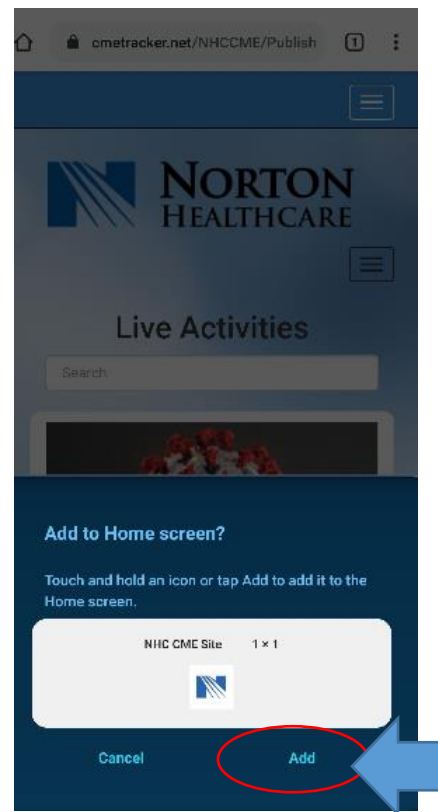 cmetracker.net/NHCCME/Publish 1
NORTON
HEALTHCARE
Live Activities
Search
Add to Home screen?
Touch and hold an icon or tap Add to add it to the
Home screen.
NHC CME Site 1 × 1
Cancel Add